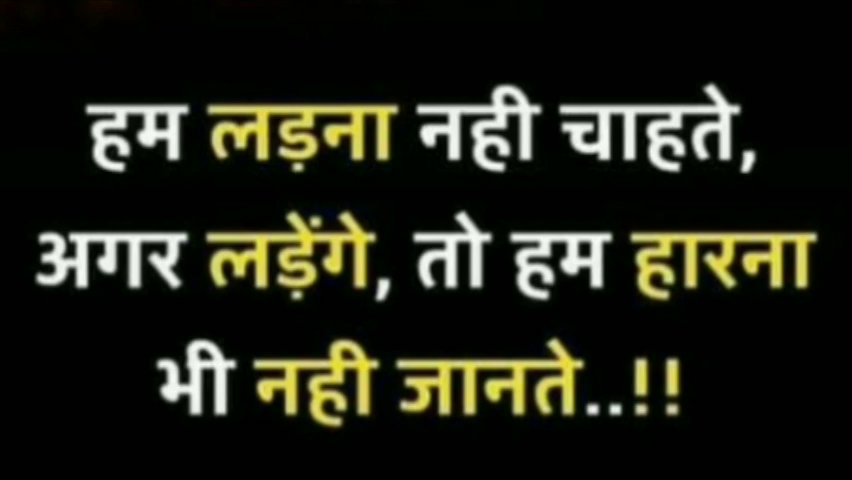 हम लड़ना नही चाहते,
अगर लड़ेंगे, तो हम हारना
भी नही जानते..!!